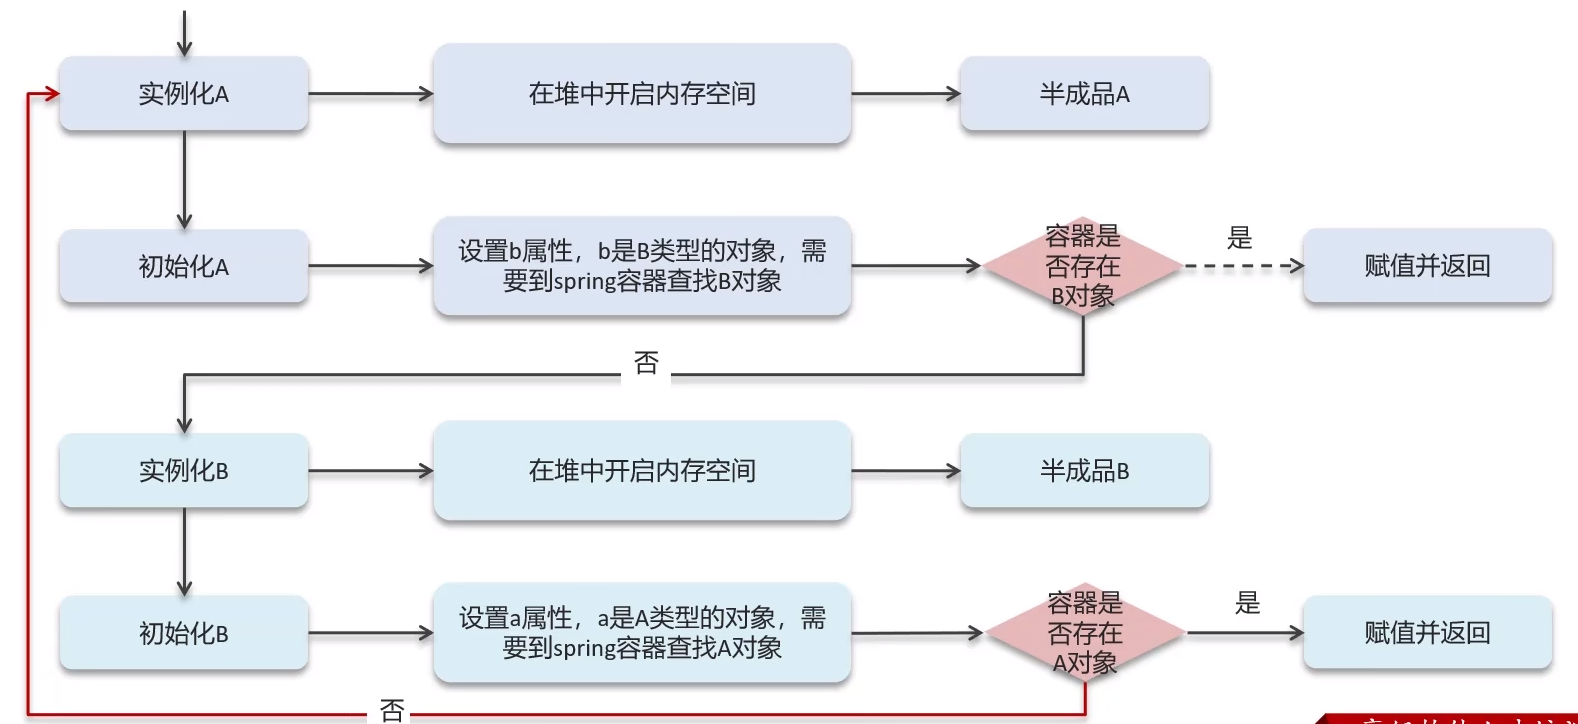 实例化A
在堆中开启内存空间
半成品A
初始化A
设置b属性，b是B类型的对象，需
要到spring容器查找B对象
容器是
否存在
B对象
是
赋值并返回
否
实例化B
在堆中开启内存空间
半成品B
初始化B
设置a属性，a是A类型的对象，需
要到spring容器查找A对象
容器是
否存在
A对象
是
赋值并返回
否